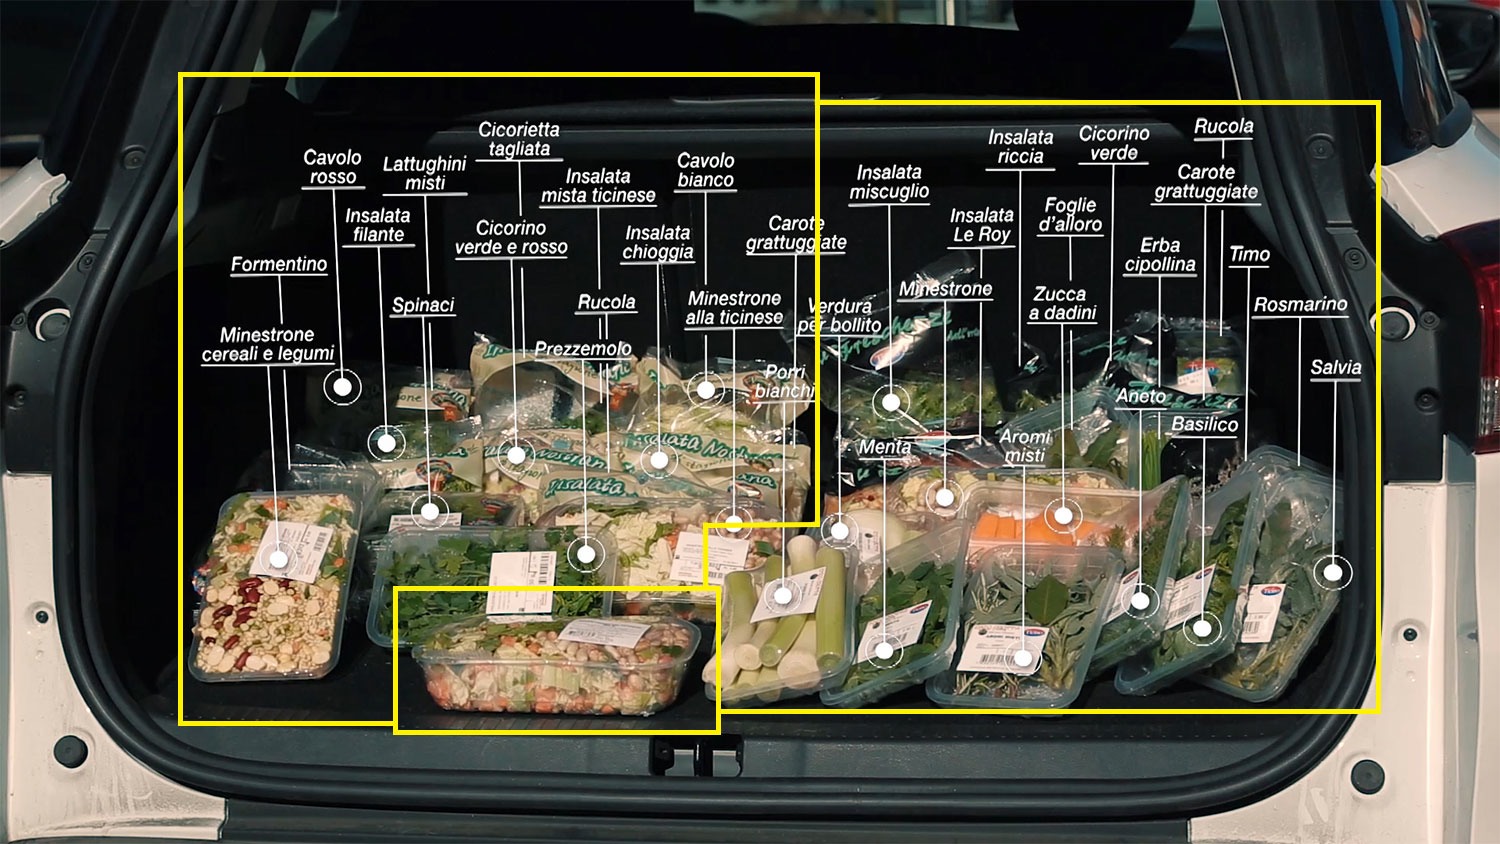 Cicorietta
tagliata
Cavolo
rosso
Lattughini
misti
Insalata
mista ticinese
Cavolo
bianco
Insalata
filante
Cicorino
verde e rosso
Insalata
chioggia
Carote
grattuggiate
Formentino
Spinaci
Rucola
Minestrone
alla ticinese
Minestrone
cereali e legumi
Prezzemolo
Porri
bianchi
Verdura
per bollito
Insalata
miscuglio
Insalata
riccia
Cicorino
verde
Rucola
Carote
grattuggiate
Insalata
Le Roy
Foglie
d'alloro
Erba
cipollina
Timo
Minestrone
Zucca
a dadini
Rosmarino
Salvia
Aneto
Basilico
Menta
Aromi
misti
Insalata